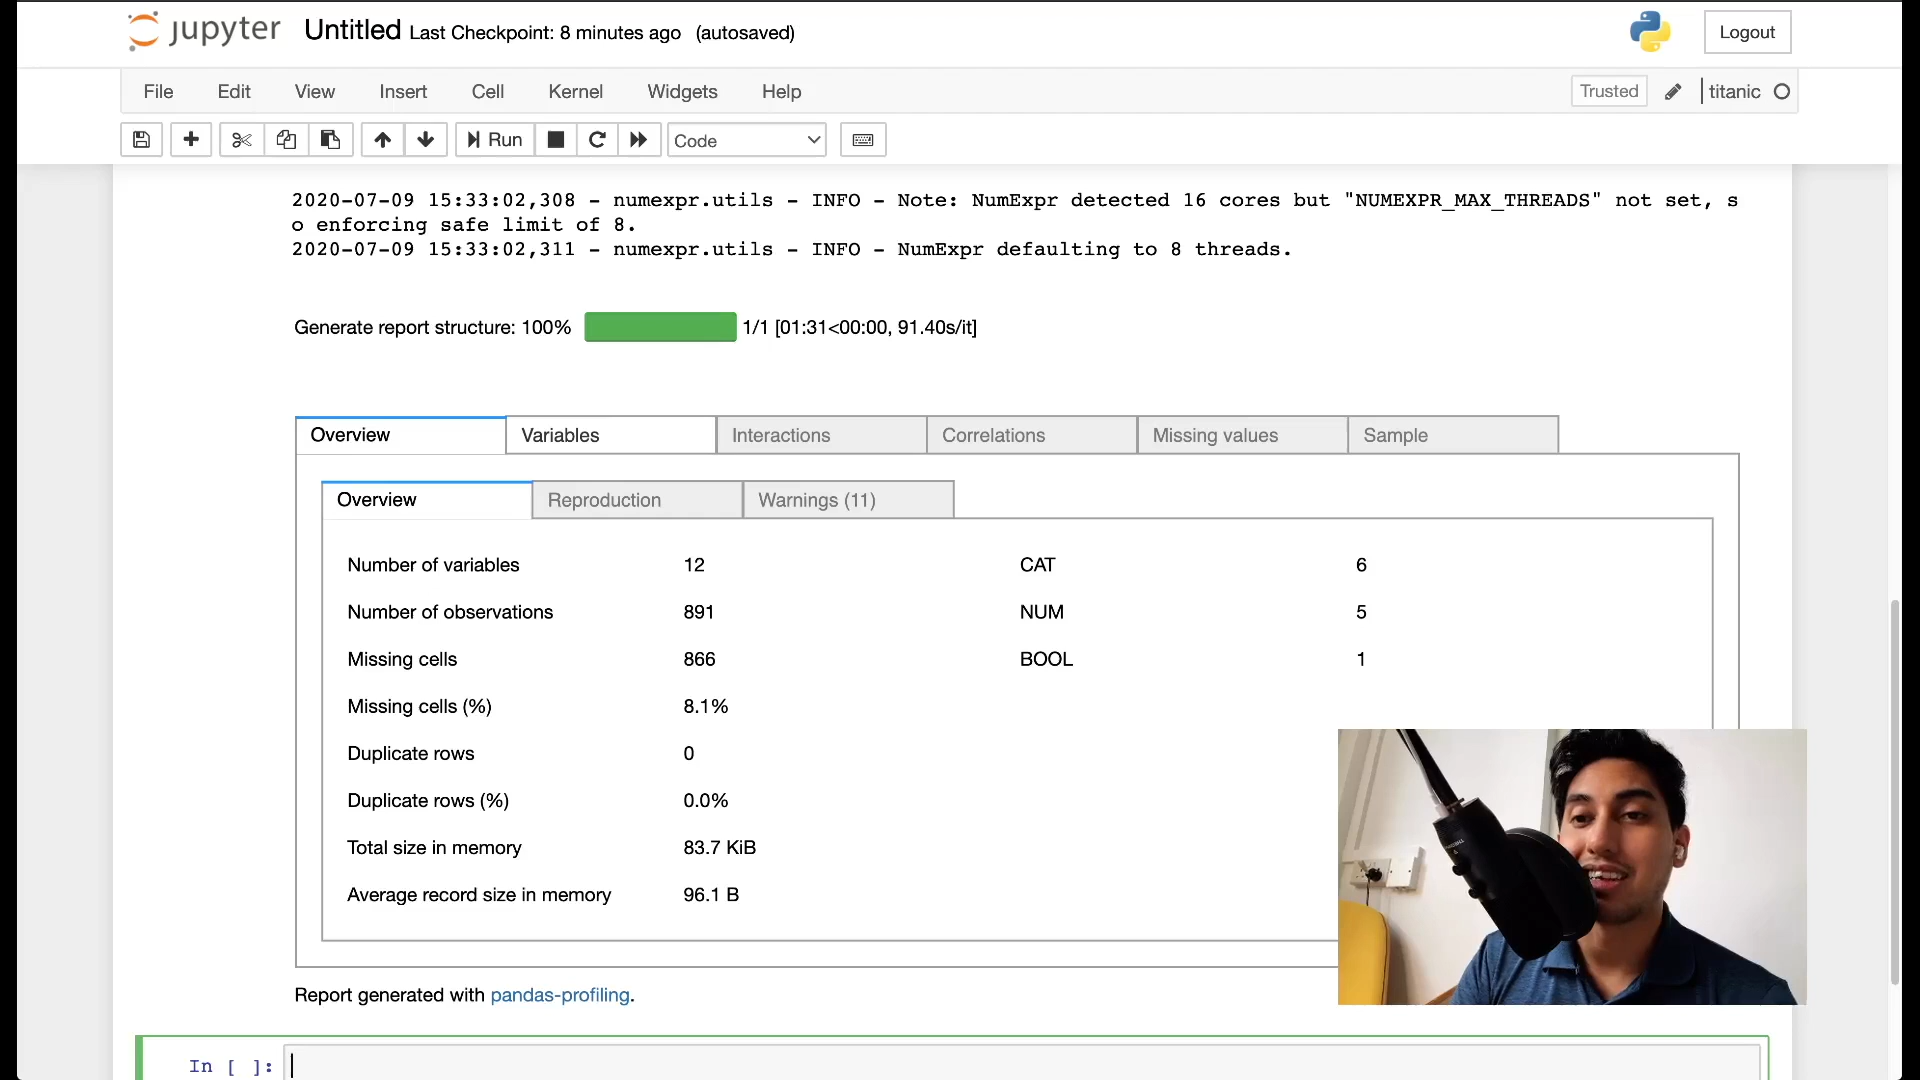 jupyter Untitled Last Checkpoint: 8 minutes ago (autosaved) Logout
File Edit View Insert Cell Kernel Widgets Help Trusted titanic
Run Code
2020-07-09 15:33:02,308 - numexpr.utils - INFO - Note: NumExpr detected 16 cores but "NUMEXPR_MAX_THREADS" not set, s
o enforcing safe limit of 8.
2020-07-09 15:33:02,311 - numexpr.utils - INFO - NumExpr defaulting to 8 threads.
Generate report structure: 100% 1/1 [01:31<00:00, 91.40s/it]
Overview Variables Interactions Correlations Missing values Sample
Overview Reproduction Warnings (11)
Number of variables 12 CAT 6
Number of observations 891 NUM 5
Missing cells 866 BOOL 1
Missing cells (%) 8.1%
Duplicate rows 0
Duplicate rows (%) 0.0%
Total size in memory 83.7 KiB
Average record size in memory 96.1 B
Report generated with pandas-profiling.
In [ ]: